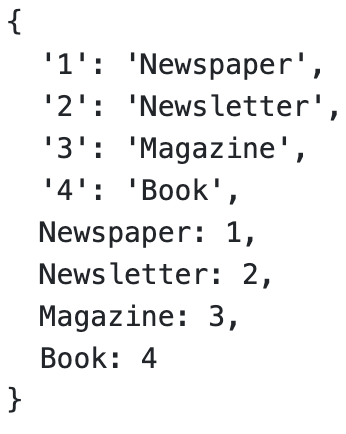 {
  '1': 'Newspaper',
  '2': 'Newsletter',
  '3': 'Magazine',
  '4': 'Book',
  Newspaper: 1,
  Newsletter: 2,
  Magazine: 3,
  Book: 4
}